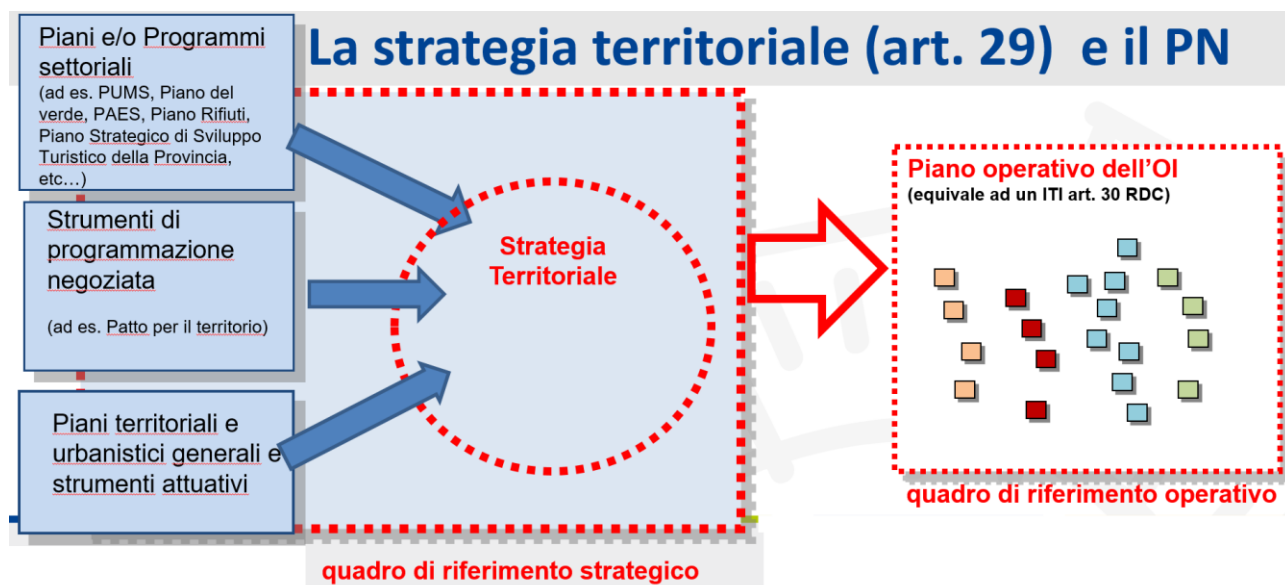 La strategia territoriale (art. 29) e il PN
Piani e/o Programmi
settoriali
(ad es. PUMS, Piano del
verde, PAES, Piano Rifiuti,
Piano Strategico di Sviluppo
Turistico della Provincia,
etc...)
Strumenti di
programmazione
negoziata
(ad es. Patto per il territorio)
Piani territoriali e
urbanistici generali e
strumenti attuativi
Strategia
Territoriale
quadro di riferimento strategico
Piano operativo dell'OI
(equivale ad un ITI art. 30 RDC)
quadro di riferimento operativo